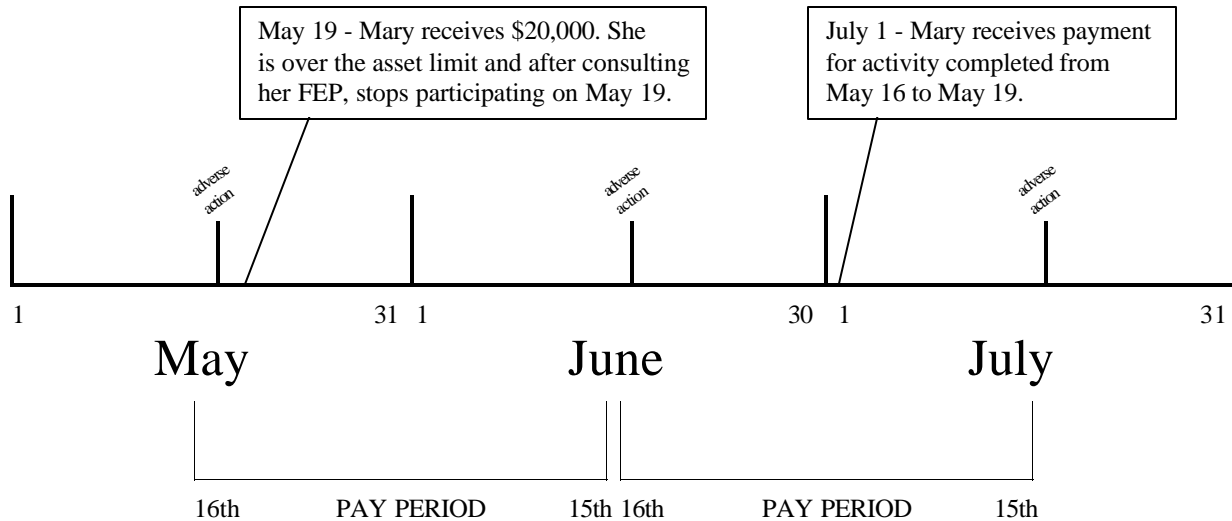 May 19 - Mary receives $20,000. She
is over the asset limit and after consulting
her FEP, stops participating on May 19.
July 1 - Mary receives payment
for activity completed from
May 16 to May 19.
adverse
action
adverse
action
adverse
action
1 31 1 30 1 31
May June July
16th PAY PERIOD 15th 16th PAY PERIOD 15th